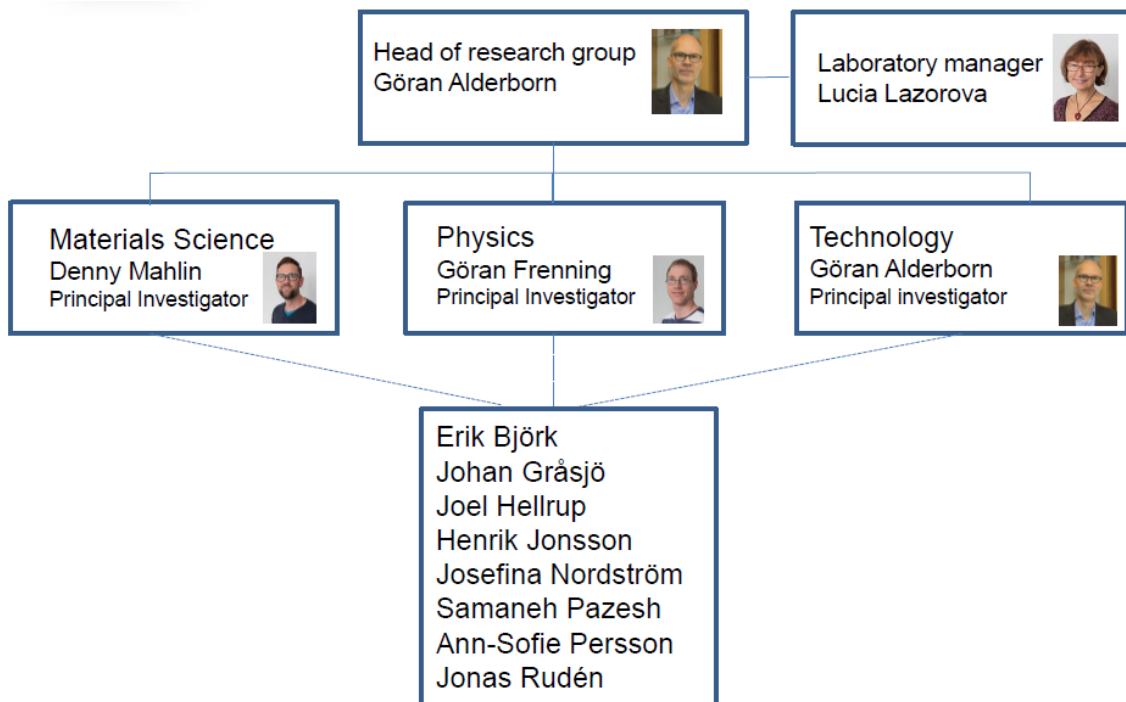 Head of research group
Göran Alderborn
Laboratory manager
Lucia Lazorova
Materials Science
Denny Mahlin
Principal Investigator
Physics
Göran Frenning
Principal Investigator
Technology
Göran Alderborn
Principal investigator
Erik Björk
Johan Gråsjö
Joel Hellrup
Henrik Jonsson
Josefina Nordström
Samaneh Pazesh
Ann-Sofie Persson
Jonas Rudén